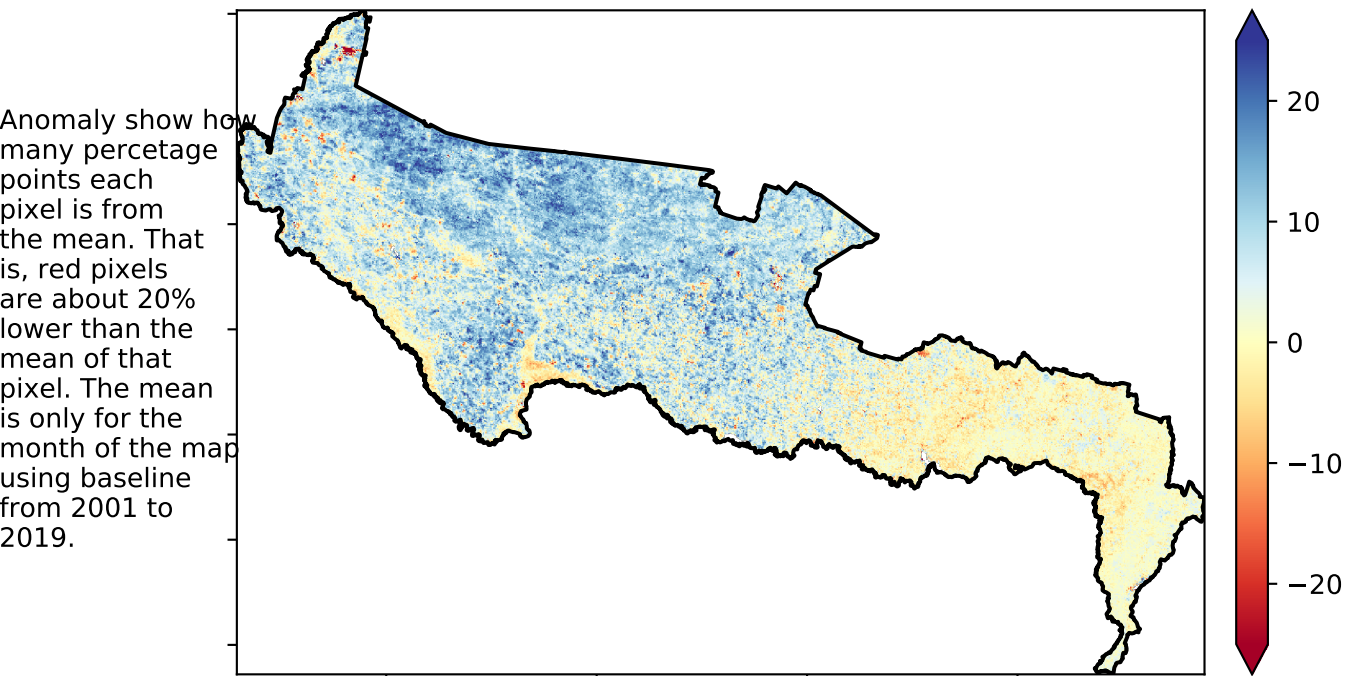 Anomaly show how
many percetage
points each
pixel is from
the mean. That
is, red pixels
are about 20%
lower than the
mean of that
pixel. The mean
is only for the
month of the map
using baseline
from 2001 to
2019.
20
10
0
−10
−20